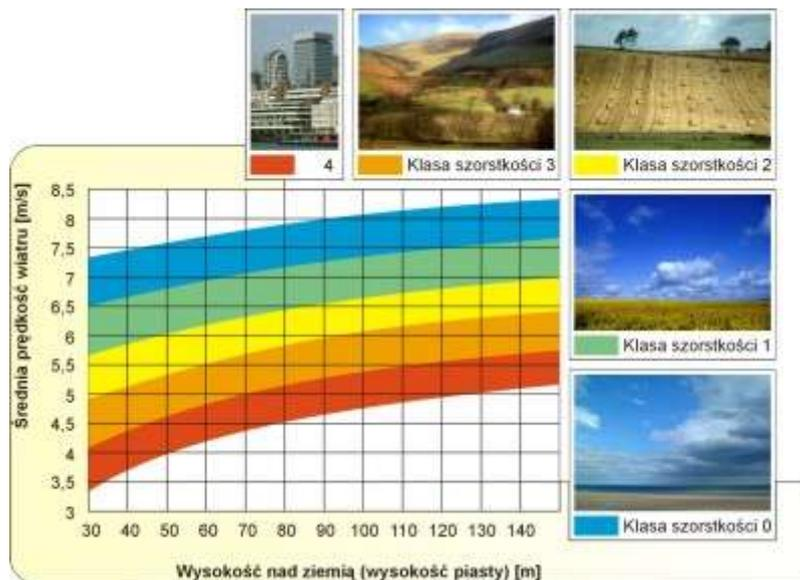 4
Klasa szorstkości 3
Klasa szorstkości 2
Średnia prędkość wiatru [m/s]
8,5
8
7,5
7
6,5
6
5,5
5
4,5
4
3,5
3
30 40 50 60 70 80 90 100 110 120 130 140
Wysokość nad ziemią (wysokość piasty) [m]
Klasa szorstkości 1
Klasa szorstkości 0